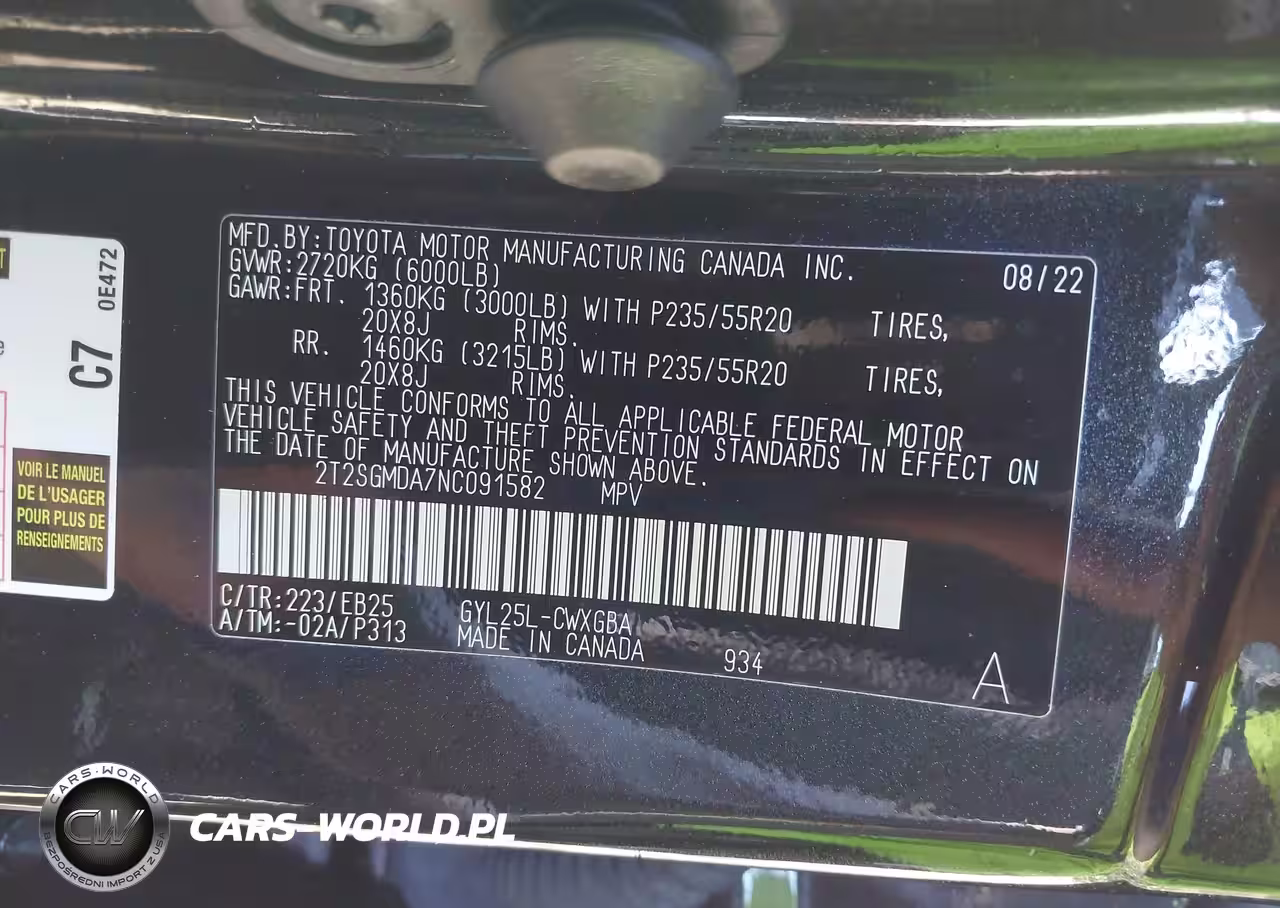 0E472
C7
VOIR LE MANUEL
DE L'USAGER
POUR PLUS DE
RENSEIGNEMENTS
MFD.BY:TOYOTA MOTOR MANUFACTURING CANADA INC. 08/22
GVWR:2720KG (6000LB)
GAWR:FRT. 1360KG (3000LB) WITH P235/55R20 TIRES,
20X8J RIMS.
RR. 1460KG (3215LB) WITH P235/55R20 TIRES,
20X8J RIMS.
THIS VEHICLE CONFORMS TO ALL APPLICABLE FEDERAL MOTOR
VEHICLE SAFETY AND THEFT PREVENTION STANDARDS IN EFFECT ON
THE DATE OF MANUFACTURE SHOWN ABOVE.
2T2SGMDA7NC091582 MPV
C/TR:223/EB25 GYL25L-CWXGBA
A/TM:-02A/P313 MADE IN CANADA 934 A
CARS-WORLD
CW
BEZPOŚREDNI IMPORT Z USA
CARS-WORLD.PL